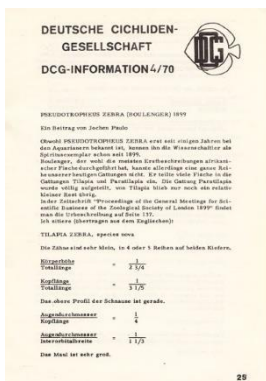 DEUTSCHE CICHLIDEN-
GESELLSCHAFT
DCG
DCG-INFORMATION 4/70
PSEUDOTROPHEUS ZEBRA (BOULENGER) 1899
Ein Beitrag von Jochen Paulo
Obwohl PSEUDOTROPHEUS ZEBRA erst seit einigen Jahren bei
den Aquarianern bekannt ist, kennen ihn die Wissenschaftler als
Spiritusexemplar schon seit 1899.
Boulenger, der wohl die meisten Erstbeschreibungen afrikani-
scher Fische durchgeführt hat, kannte allerdings eine ganze Rei-
he unserer heutigen Gattungen nicht. Er teilte viele Fische in die
Gattungen Tilapia und Paratilapia ein. Die Gattung Paratilapia
wurde völlig aufgeteilt, von Tilapia blieb nur noch ein relativ
kleiner Rest übrig.
In der Zeitschrift "Proceedings of the General Meetings for Sci-
entific Business of the Zoological Society of London 1899" findet
man die Urbeschreibung auf Seite 137.
Ich zitiere (übertragen aus dem Englischen):
TILAPIA ZEBRA, species nova
Die Zähne sind sehr klein, in 4 oder 5 Reihen auf beiden Kiefern.
Körperhöhe
Totallänge = 1 / 2 3/4
Kopflänge
Totallänge = 1 / 3 1/5
Das obere Profil der Schnauze ist gerade.
Augendurchmesser
Kopflänge = 1 / 4
Augendurchmesser
Interorbitalbreite = 1 / 1 1/3
Das Maul ist sehr groß.
25